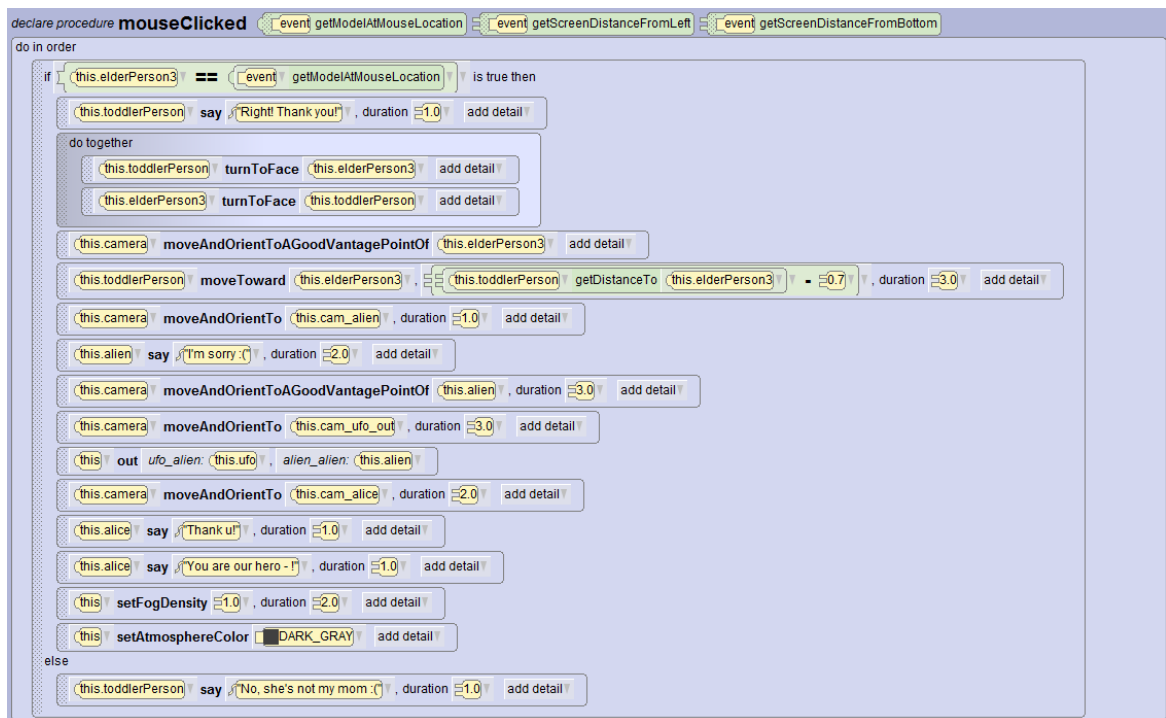 declare procedure mouseClicked event getModelAtMouseLocation event getScreenDistanceFromLeft event getScreenDistanceFromBottom
do in order
if this.elderPerson3 == event getModelAtMouseLocation is true then
this.toddlerPerson say "Right! Thank you!" , duration 1.0 add detail
do together
this.toddlerPerson turnToFace this.elderPerson3 add detail
this.elderPerson3 turnToFace this.toddlerPerson add detail
this.camera moveAndOrientToAGoodVantagePointOf this.elderPerson3 add detail
this.toddlerPerson moveToward this.elderPerson3 , this.toddlerPerson getDistanceTo this.elderPerson3 - 0.7 , duration 3.0 add detail
this.camera moveAndOrientTo this.cam_alien , duration 1.0 add detail
this.alien say "I'm sorry :(" , duration 2.0 add detail
this.camera moveAndOrientToAGoodVantagePointOf this.alien , duration 3.0 add detail
this.camera moveAndOrientTo this.cam_ufo_out , duration 3.0 add detail
this out ufo_alien: this.ufo , alien_alien: this.alien
this.camera moveAndOrientTo this.cam_alice , duration 2.0 add detail
this.alice say "Thank u!" , duration 1.0 add detail
this.alice say "You are our hero - !" , duration 1.0 add detail
this setFogDensity 1.0 , duration 2.0 add detail
this setAtmosphereColor DARK_GRAY add detail
else
this.toddlerPerson say "No, she's not my mom :(" , duration 1.0 add detail